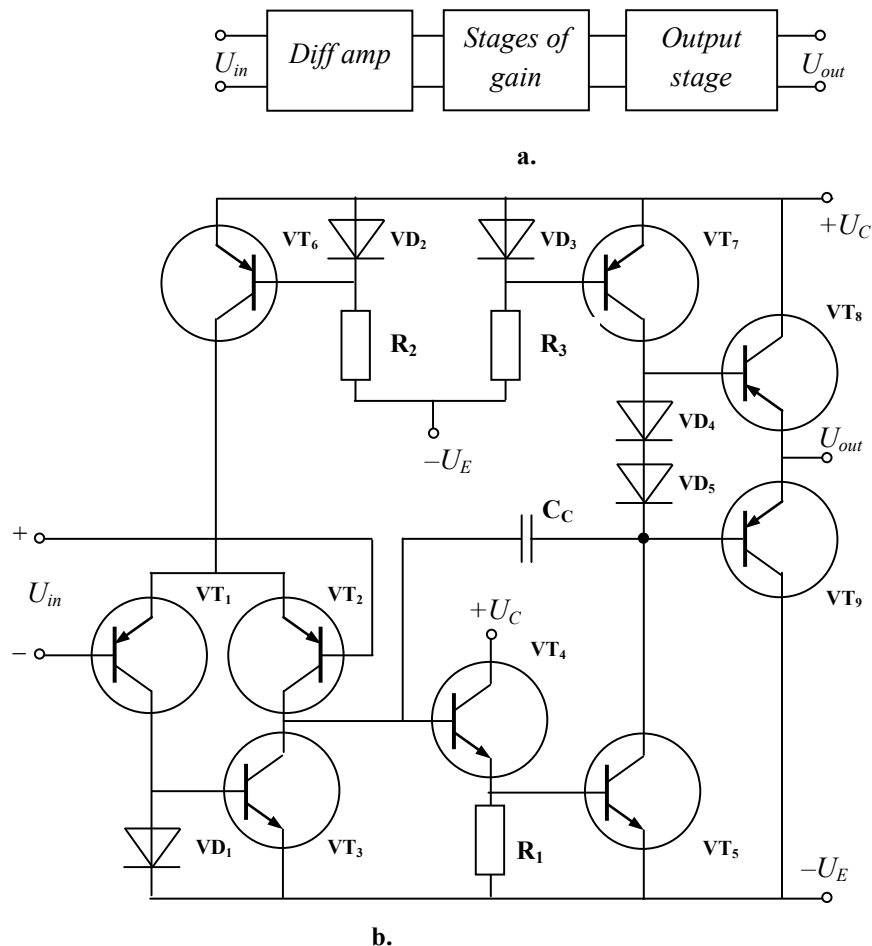 U_in
Diff amp
Stages of
gain
Output
stage
U_out
a.
VT6
VD2
VD3
VT7
+U_C
VT8
R2
R3
VD4
U_out
–U_E
VD5
C_C
+
U_in
VT1
VT2
VT9
+U_C
–
VT4
VD1
VT3
R1
VT5
–U_E
b.